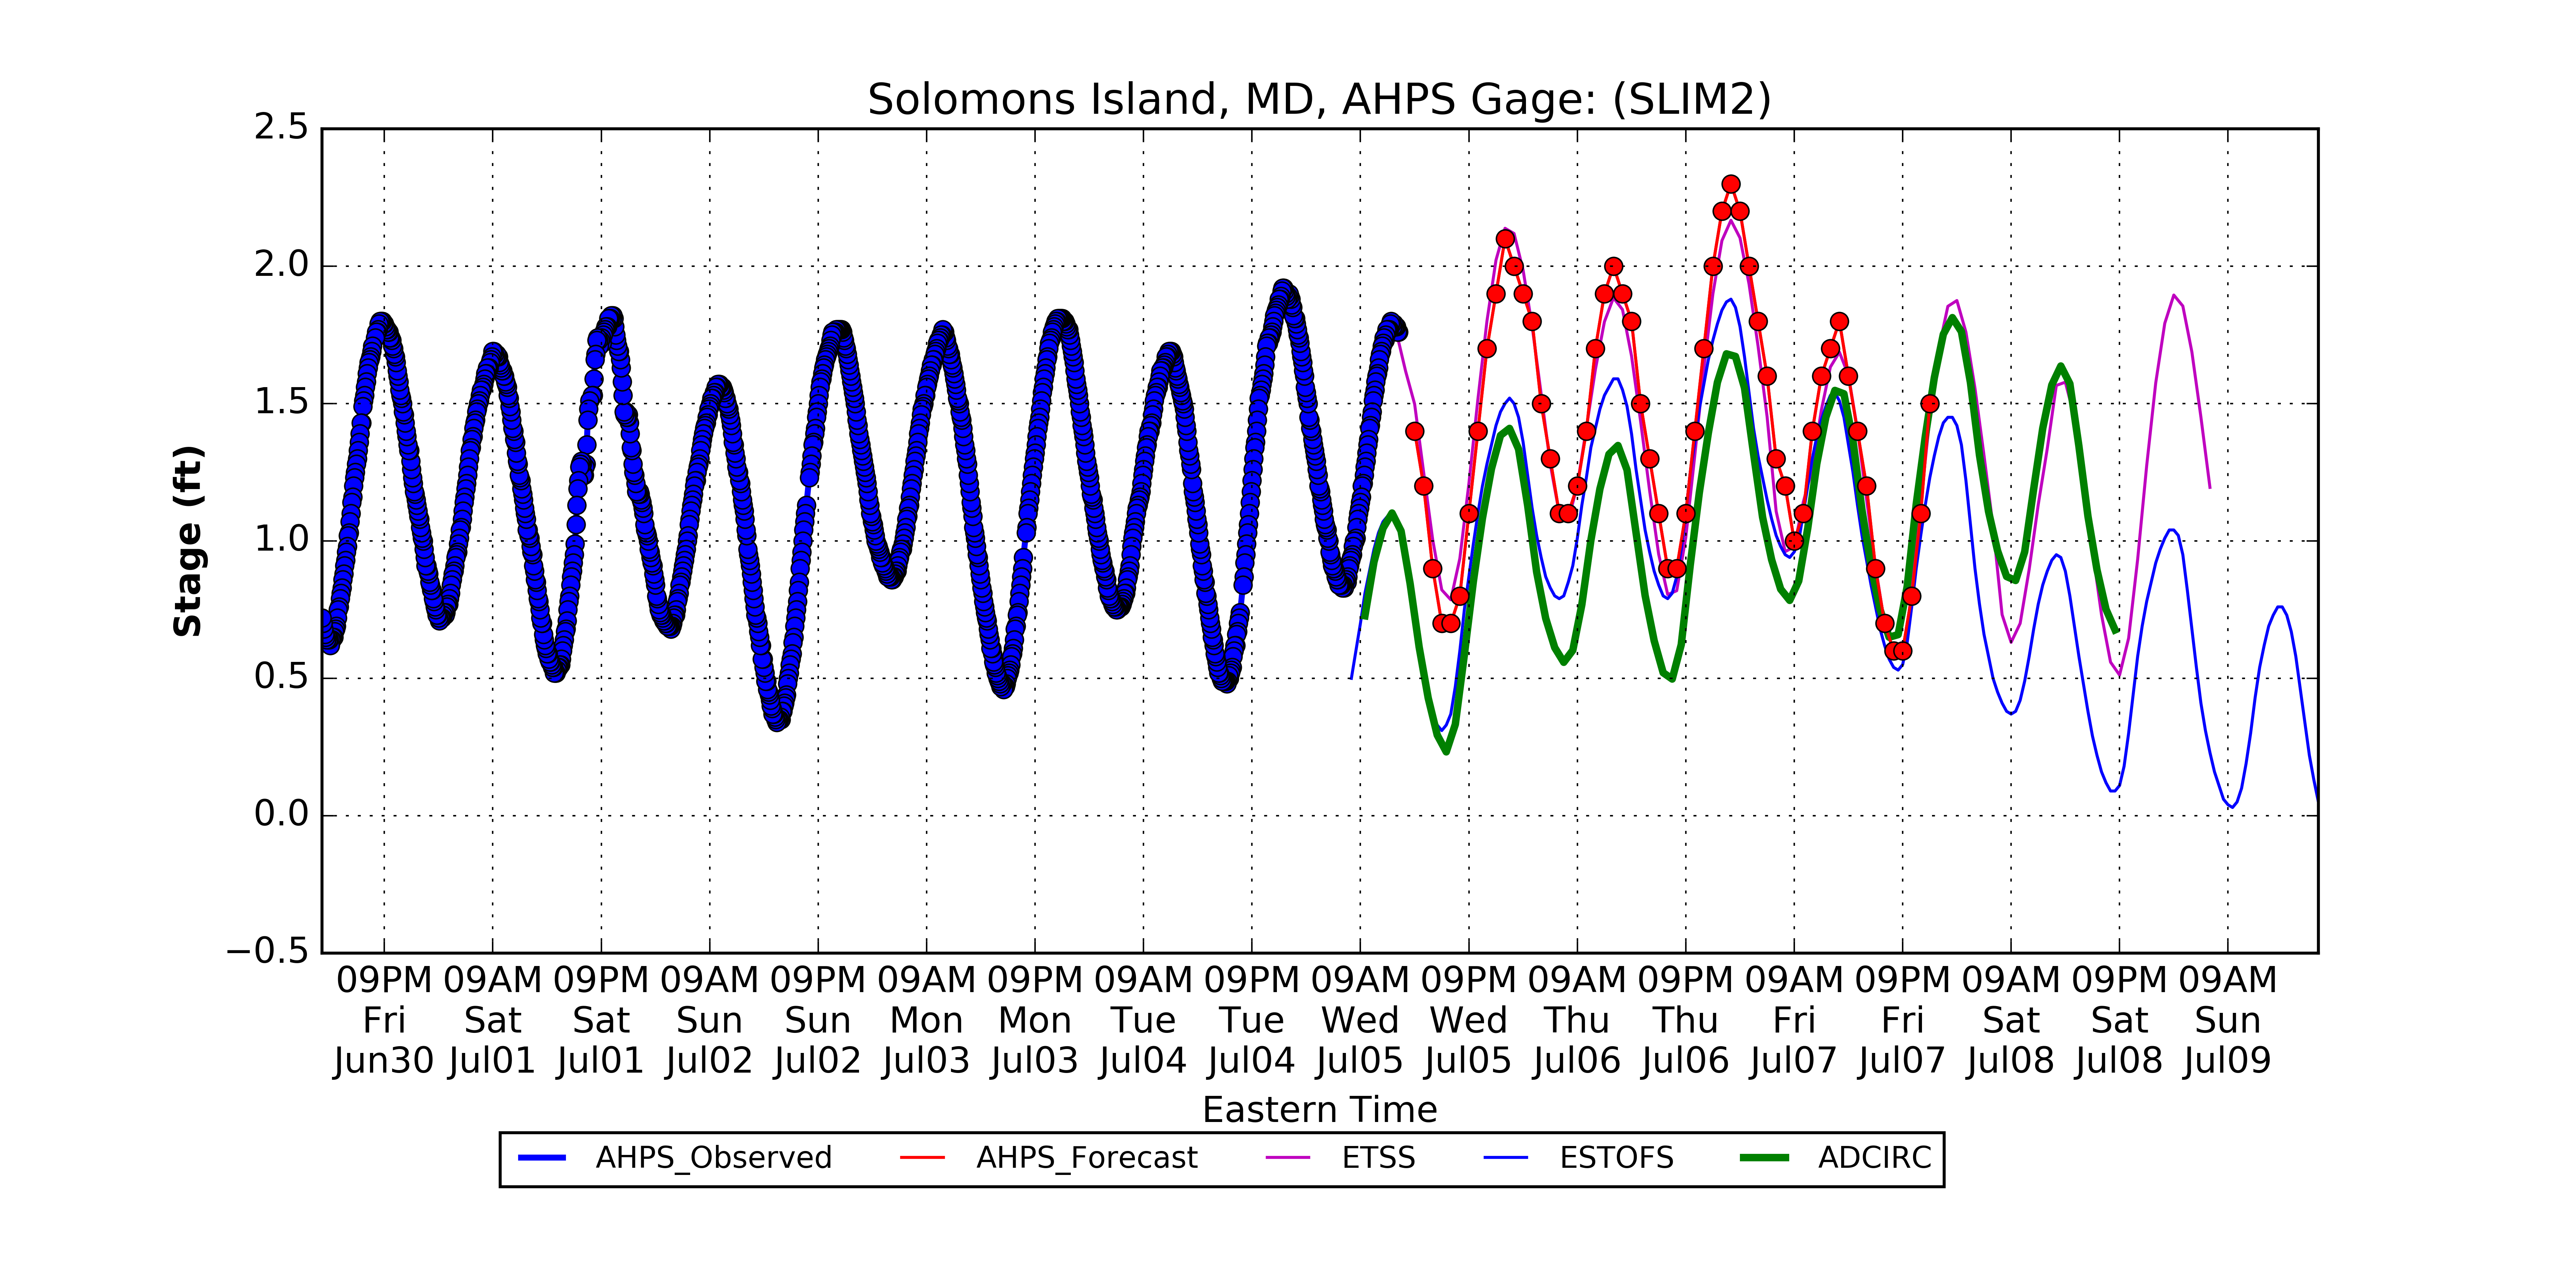 Solomons Island, MD, AHPS Gage: (SLIM2)
2.5
2.0
1.5
1.0
0.5
0.0
−0.5
Stage (ft)
09PM 09AM 09PM 09AM 09PM 09AM 09PM 09AM 09PM 09AM 09PM 09AM 09PM 09AM 09PM 09AM 09PM 09AM
Fri Sat Sat Sun Sun Mon Mon Tue Tue Wed Wed Thu Thu Fri Fri Sat Sat Sun
Jun30 Jul01 Jul01 Jul02 Jul02 Jul03 Jul03 Jul04 Jul04 Jul05 Jul05 Jul06 Jul06 Jul07 Jul07 Jul08 Jul08 Jul09
Eastern Time
AHPS_Observed AHPS_Forecast ETSS ESTOFS ADCIRC